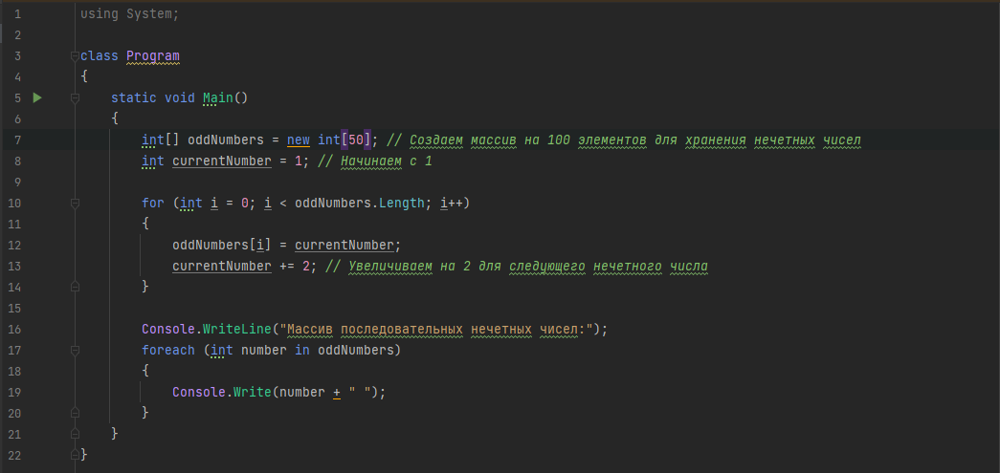 1 using System;
2
3 class Program
4 {
5 static void Main()
6 {
7 int[] oddNumbers = new int[50]; // Создаем массив на 100 элементов для хранения нечетных чисел
8 int currentNumber = 1; // Начинаем с 1
9
10 for (int i = 0; i < oddNumbers.Length; i++)
11 {
12 oddNumbers[i] = currentNumber;
13 currentNumber += 2; // Увеличиваем на 2 для следующего нечетного числа
14 }
15
16 Console.WriteLine("Массив последовательных нечетных чисел:");
17 foreach (int number in oddNumbers)
18 {
19 Console.Write(number + " ");
20 }
21 }
22 }